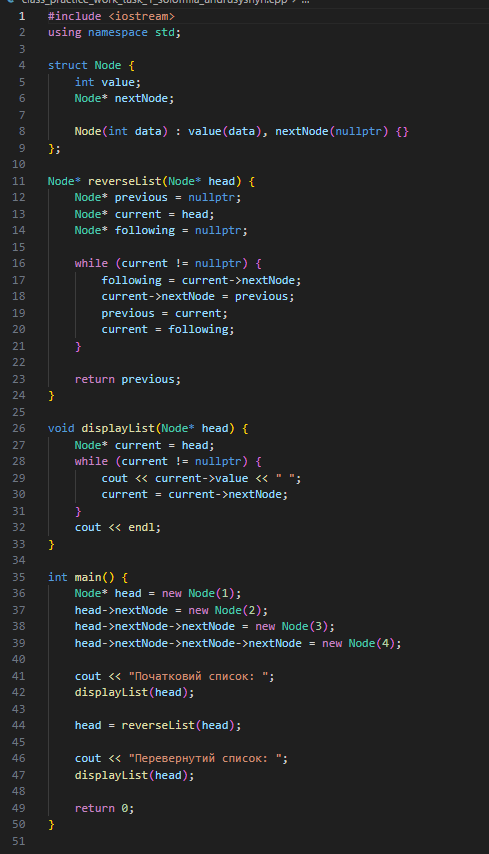 class_practice_work_task_1_solomiia_andrusyshyn.cpp > ...
1 #include <iostream>
2 using namespace std;
3
4 struct Node {
5     int value;
6     Node* nextNode;
7
8     Node(int data) : value(data), nextNode(nullptr) {}
9 };
10
11 Node* reverseList(Node* head) {
12     Node* previous = nullptr;
13     Node* current = head;
14     Node* following = nullptr;
15
16     while (current != nullptr) {
17         following = current->nextNode;
18         current->nextNode = previous;
19         previous = current;
20         current = following;
21     }
22
23     return previous;
24 }
25
26 void displayList(Node* head) {
27     Node* current = head;
28     while (current != nullptr) {
29         cout << current->value << " ";
30         current = current->nextNode;
31     }
32     cout << endl;
33 }
34
35 int main() {
36     Node* head = new Node(1);
37     head->nextNode = new Node(2);
38     head->nextNode->nextNode = new Node(3);
39     head->nextNode->nextNode->nextNode = new Node(4);
40
41     cout << "Початковий список: ";
42     displayList(head);
43
44     head = reverseList(head);
45
46     cout << "Перевернутий список: ";
47     displayList(head);
48
49     return 0;
50 }
51